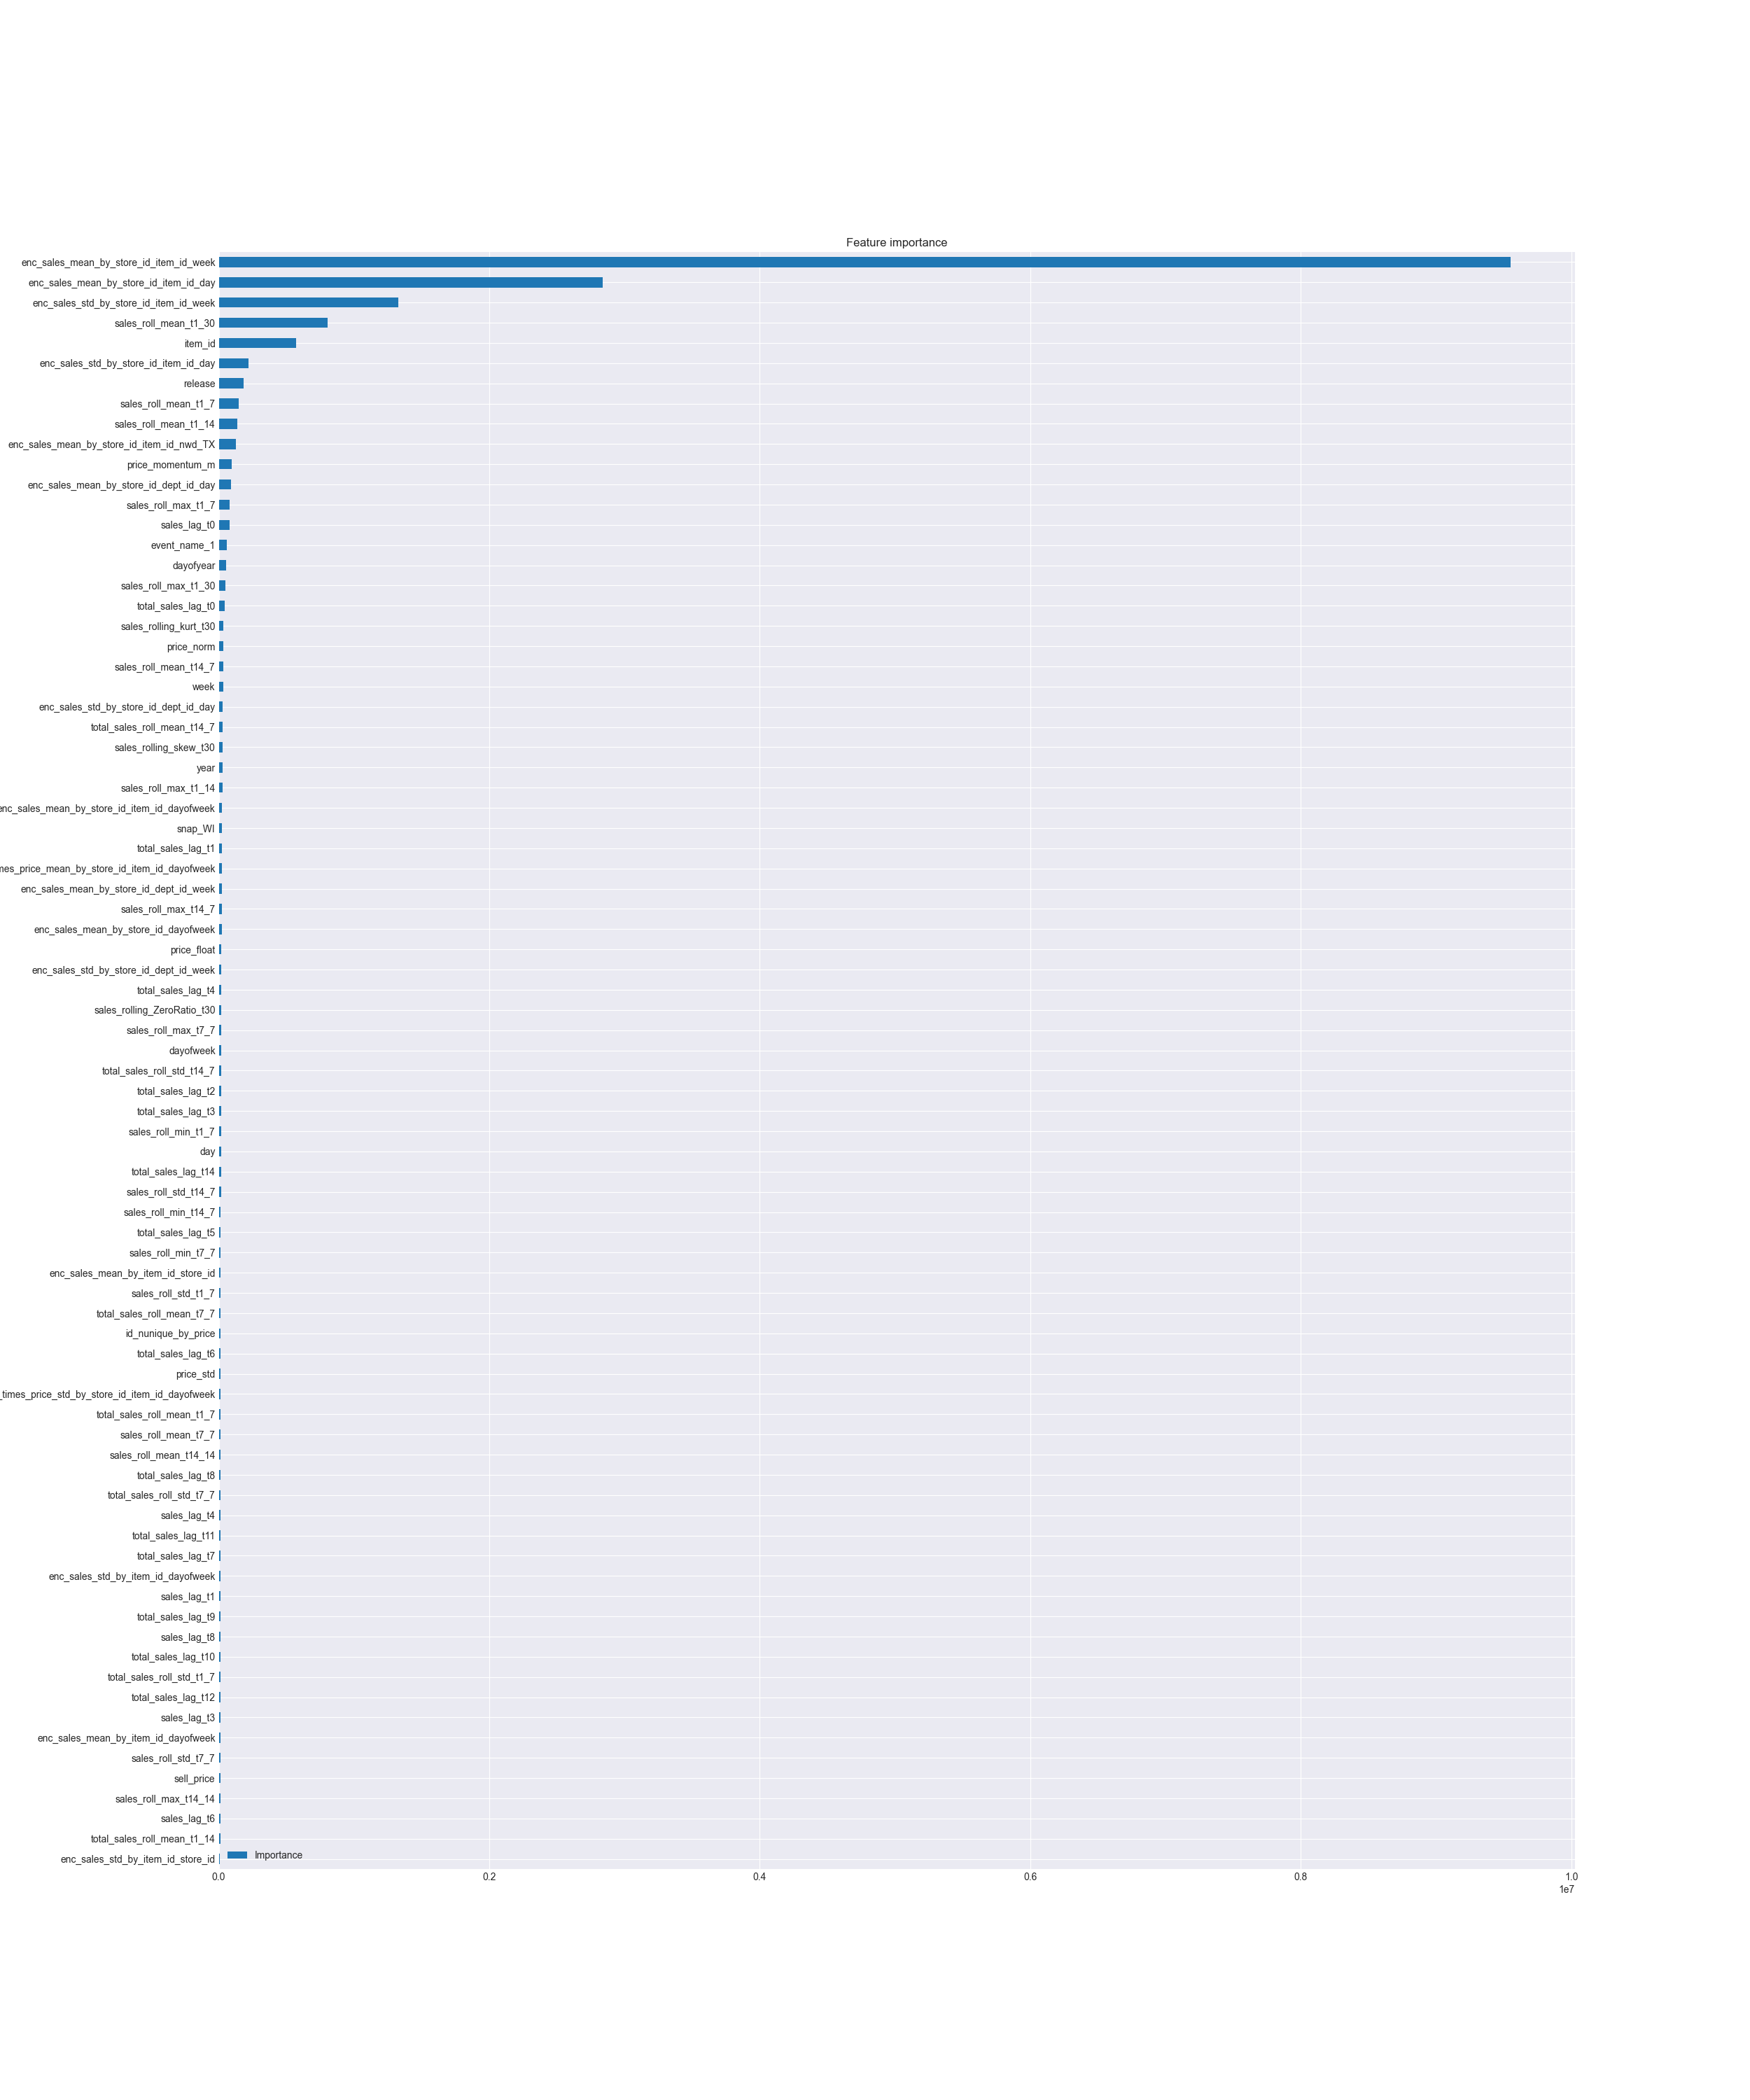 Feature importance
enc_sales_mean_by_store_id_item_id_week
enc_sales_mean_by_store_id_item_id_day
enc_sales_std_by_store_id_item_id_week
sales_roll_mean_t1_30
item_id
enc_sales_std_by_store_id_item_id_day
release
sales_roll_mean_t1_7
sales_roll_mean_t1_14
enc_sales_mean_by_store_id_item_id_nwd_TX
price_momentum_m
enc_sales_mean_by_store_id_dept_id_day
sales_roll_max_t1_7
sales_lag_t0
event_name_1
dayofyear
sales_roll_max_t1_30
total_sales_lag_t0
sales_rolling_kurt_t30
price_norm
sales_roll_mean_t14_7
week
enc_sales_std_by_store_id_dept_id_day
total_sales_roll_mean_t14_7
sales_rolling_skew_t30
year
sales_roll_max_t1_14
enc_sales_mean_by_store_id_item_id_dayofweek
snap_WI
total_sales_lag_t1
mes_price_mean_by_store_id_item_id_dayofweek
enc_sales_mean_by_store_id_dept_id_week
sales_roll_max_t14_7
enc_sales_mean_by_store_id_dayofweek
price_float
enc_sales_std_by_store_id_dept_id_week
total_sales_lag_t4
sales_rolling_ZeroRatio_t30
sales_roll_max_t7_7
dayofweek
total_sales_roll_std_t14_7
total_sales_lag_t2
total_sales_lag_t3
sales_roll_min_t1_7
day
total_sales_lag_t14
sales_roll_std_t14_7
sales_roll_min_t14_7
total_sales_lag_t5
sales_roll_min_t7_7
enc_sales_mean_by_item_id_store_id
sales_roll_std_t1_7
total_sales_roll_mean_t7_7
id_nunique_by_price
total_sales_lag_t6
price_std
_times_price_std_by_store_id_item_id_dayofweek
total_sales_roll_mean_t1_7
sales_roll_mean_t7_7
sales_roll_mean_t14_14
total_sales_lag_t8
total_sales_roll_std_t7_7
sales_lag_t4
total_sales_lag_t11
total_sales_lag_t7
enc_sales_std_by_item_id_dayofweek
sales_lag_t1
total_sales_lag_t9
sales_lag_t8
total_sales_lag_t10
total_sales_roll_std_t1_7
total_sales_lag_t12
sales_lag_t3
enc_sales_mean_by_item_id_dayofweek
sales_roll_std_t7_7
sell_price
sales_roll_max_t14_14
sales_lag_t6
total_sales_roll_mean_t1_14
enc_sales_std_by_item_id_store_id
Importance
0.0 0.2 0.4 0.6 0.8 1.0
1e7